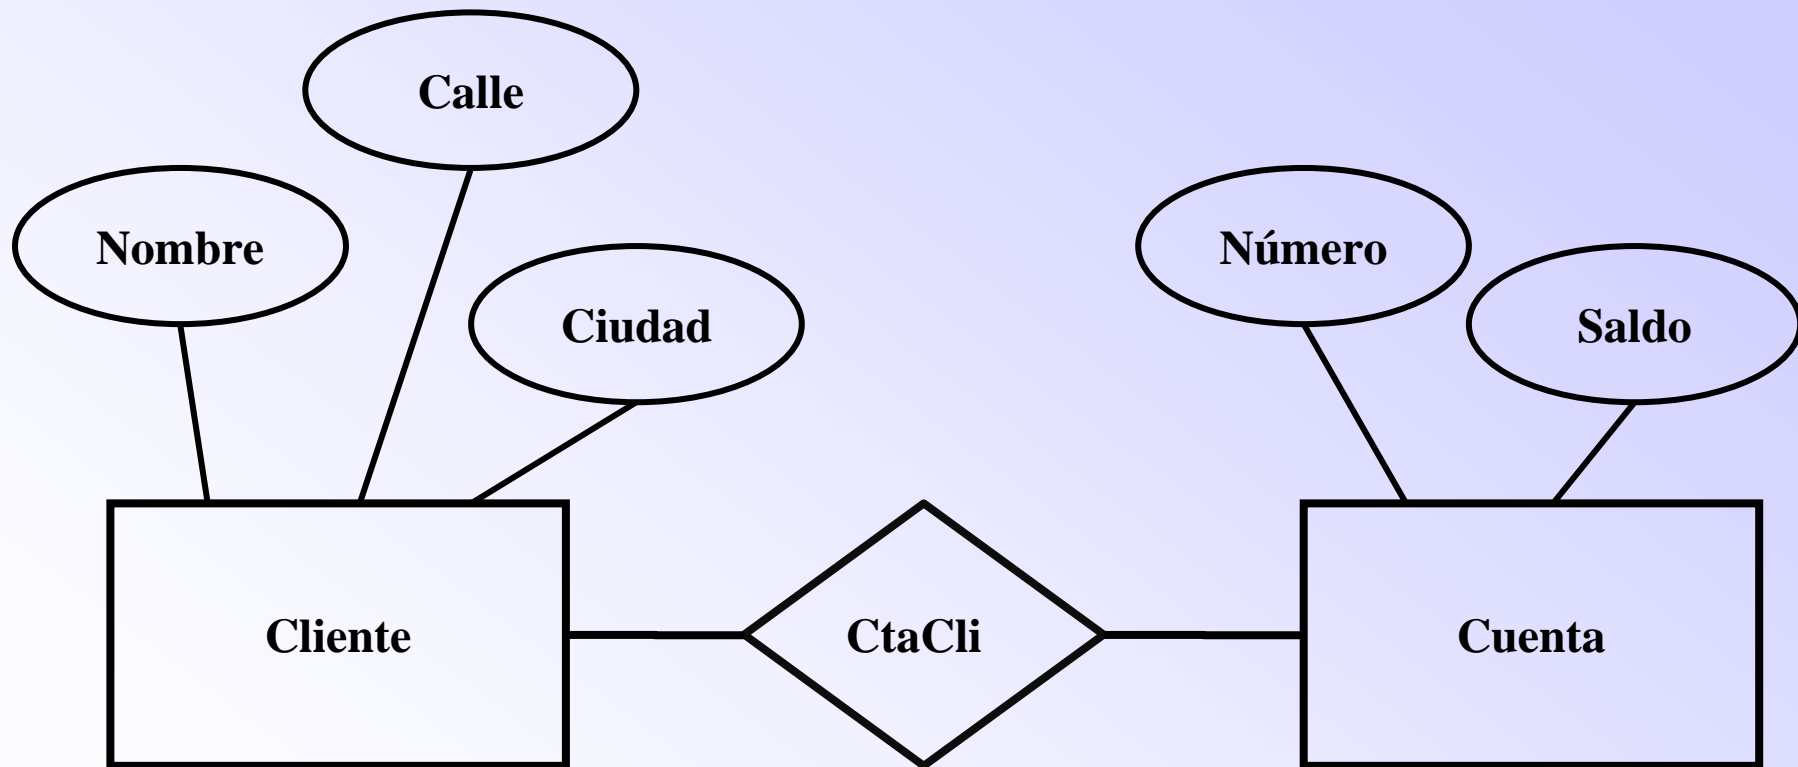 Calle
Nombre
Número
Ciudad
Saldo
Cliente
CtaCli
Cuenta